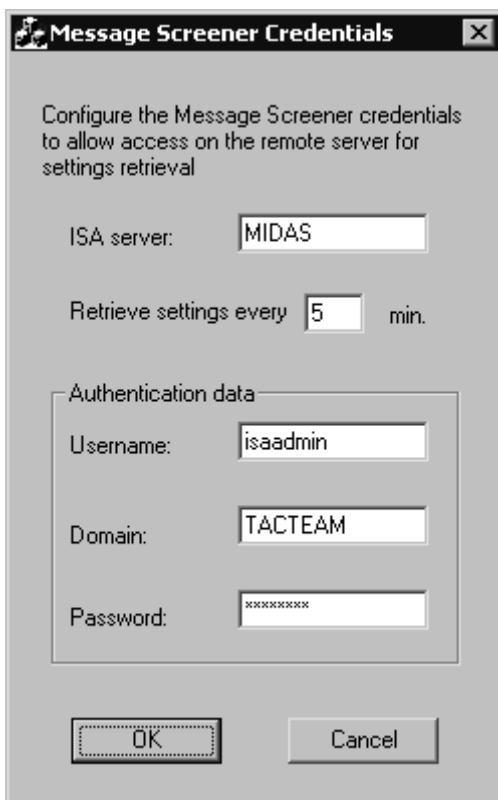 Message Screener Credentials
Configure the Message Screener credentials
to allow access on the remote server for
settings retrieval
ISA server: MIDAS
Retrieve settings every 5 min.
Authentication data
Username: isaadmin
Domain: TACTEAM
Password: ××××××××
OK Cancel